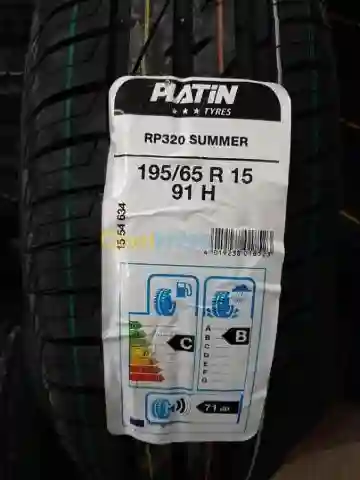 PLATIN
★★★ TYRES
RP320 SUMMER
195/65 R 15
91 H
15 54 634
A
B
C
D
E
F
G
C
B
71 dB